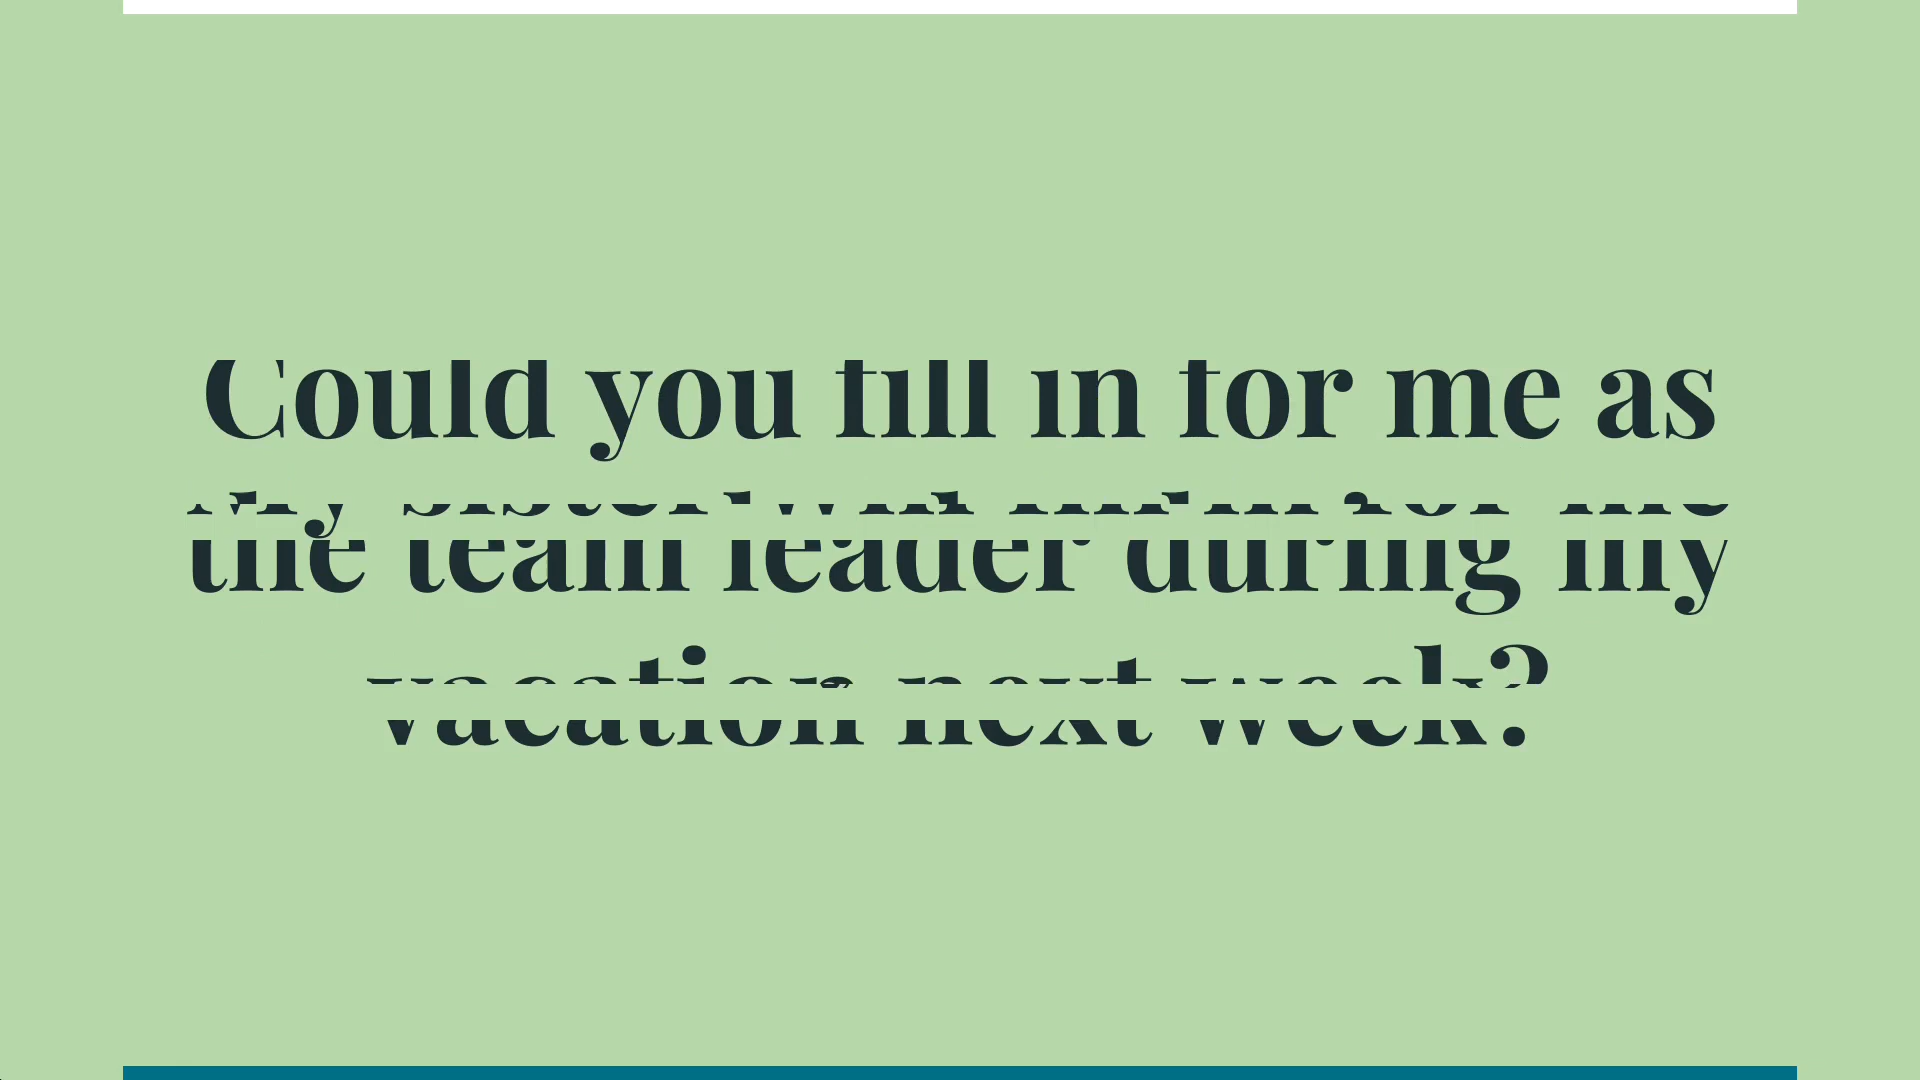 Could you fill in for me as
the team leader during my
vacation next week?